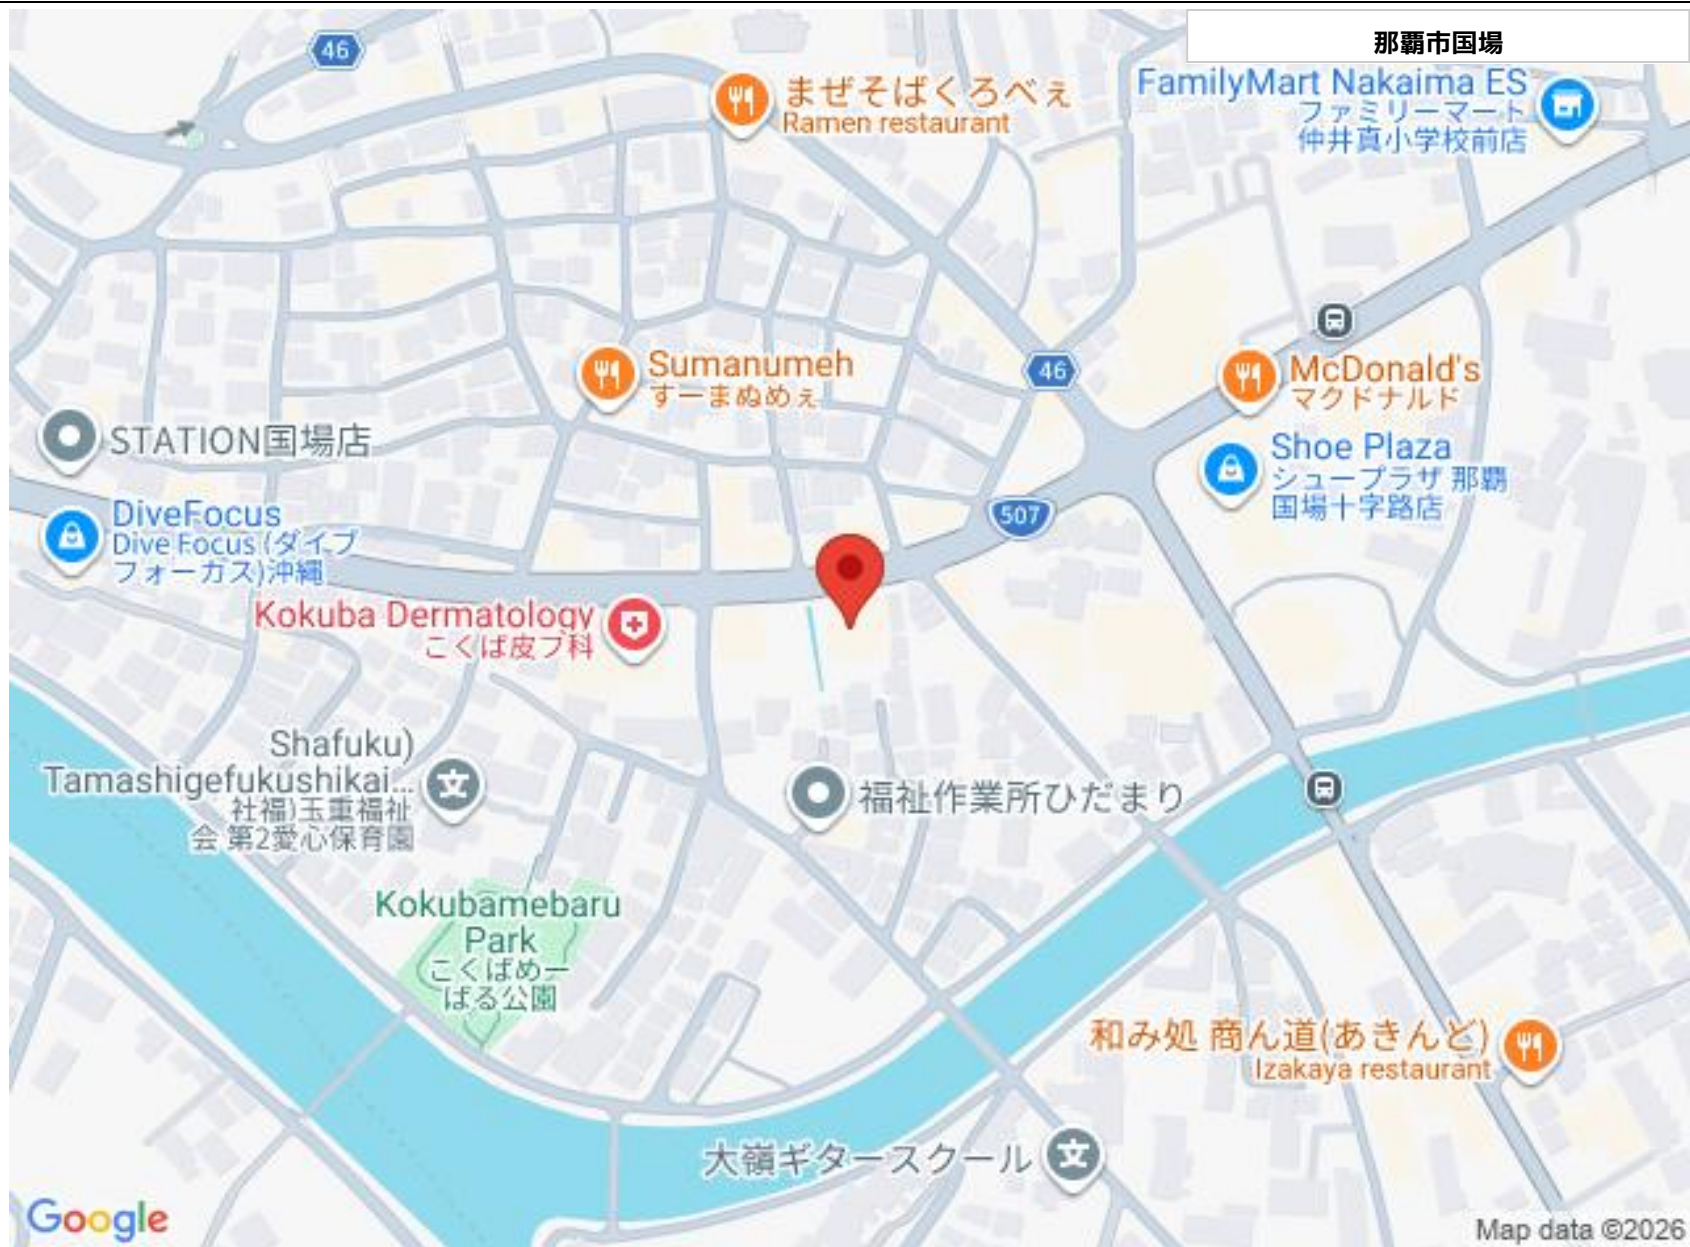 那覇市国場
46
まぜそばくろべぇ
Ramen restaurant
FamilyMart Nakaima ES
ファミリーマート
仲井真小学校前店
Sumanumeh
すーまぬめぇ
46
McDonald's
マクドナルド
STATION国場店
Shoe Plaza
シュープラザ 那覇
国場十字路店
507
DiveFocus
Dive Focus (ダイブ
フォーカス)沖縄
Kokuba Dermatology
こくば皮フ科
Shafuku)
Tamashigefukushikai...
社福)玉重福祉
会 第2愛心保育園
福祉作業所ひだまり
Kokubamebaru
Park
こくばめー
ばる公園
和み処 商ん道(あきんど)
Izakaya restaurant
大嶺ギタースクール
文
文
Google
Map data ©2026